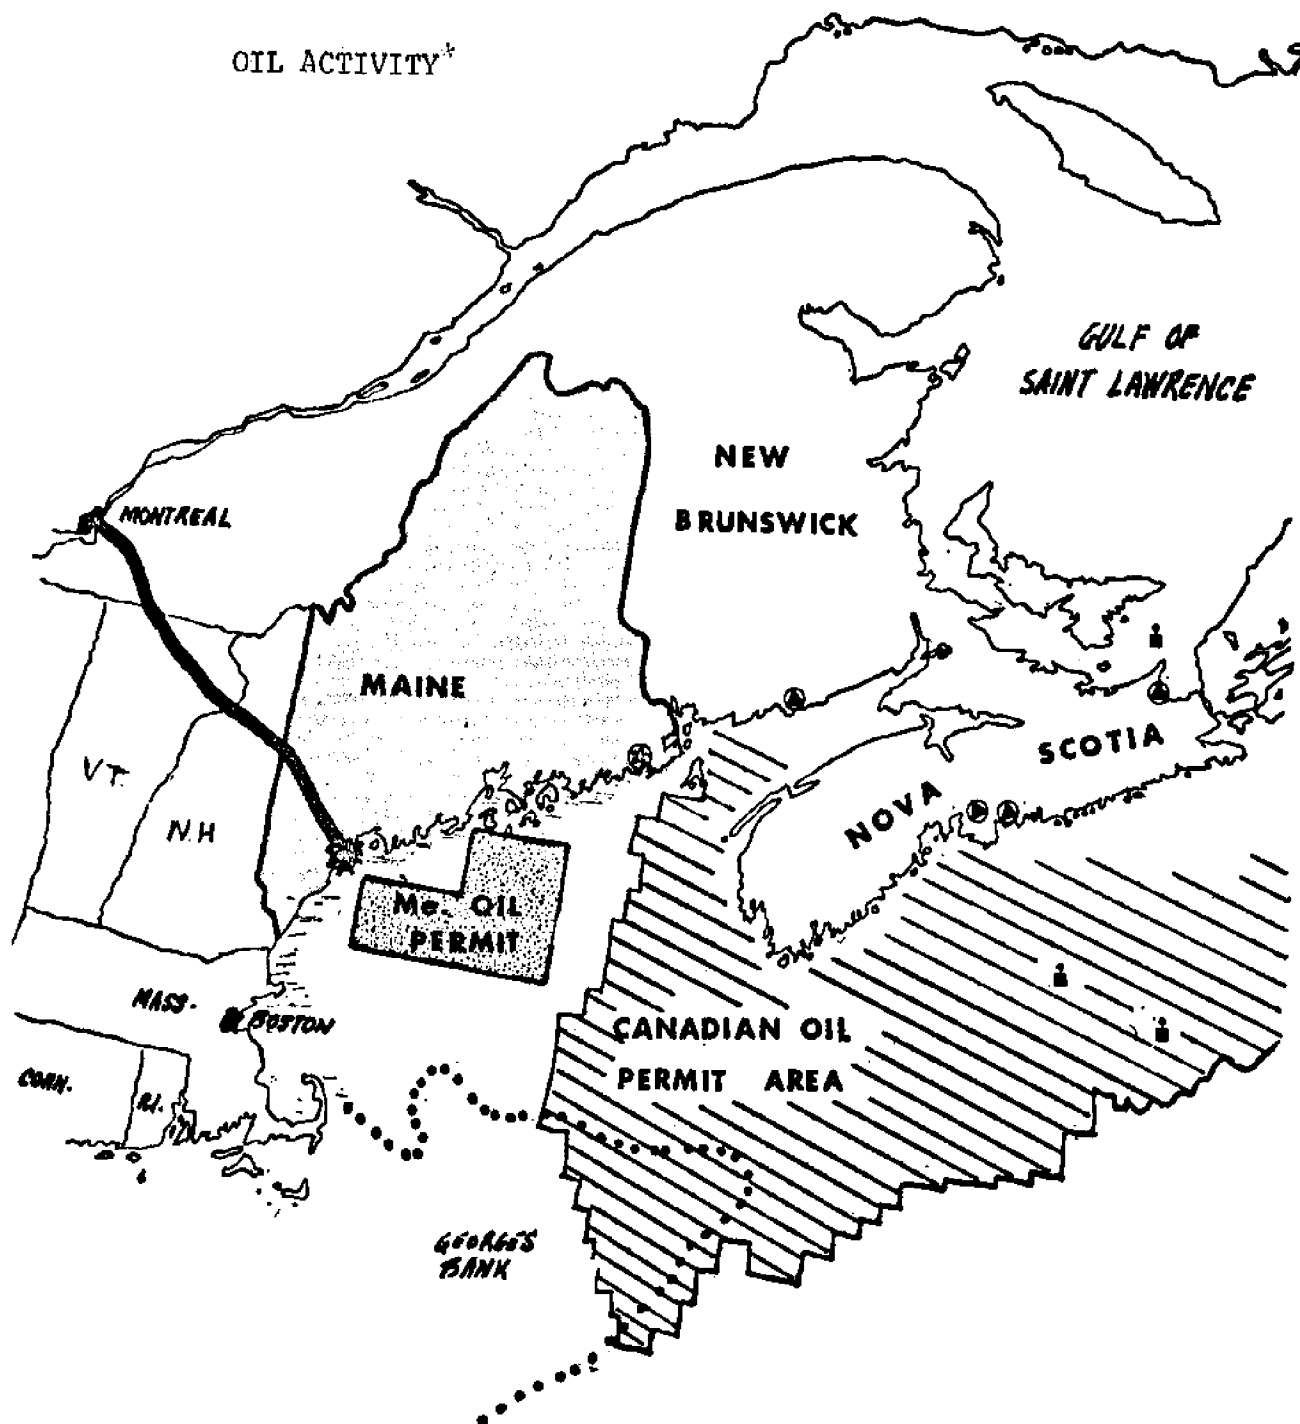 OIL ACTIVITY*
GULF OF
SAINT LAWRENCE
NEW
BRUNSWICK
MONTREAL
MAINE
VT.
N.H
NOVA
SCOTIA
Me. OIL
PERMIT
MASS.
BOSTON
CONN.
R.I.
CANADIAN OIL
PERMIT AREA
GEORGES
BANK